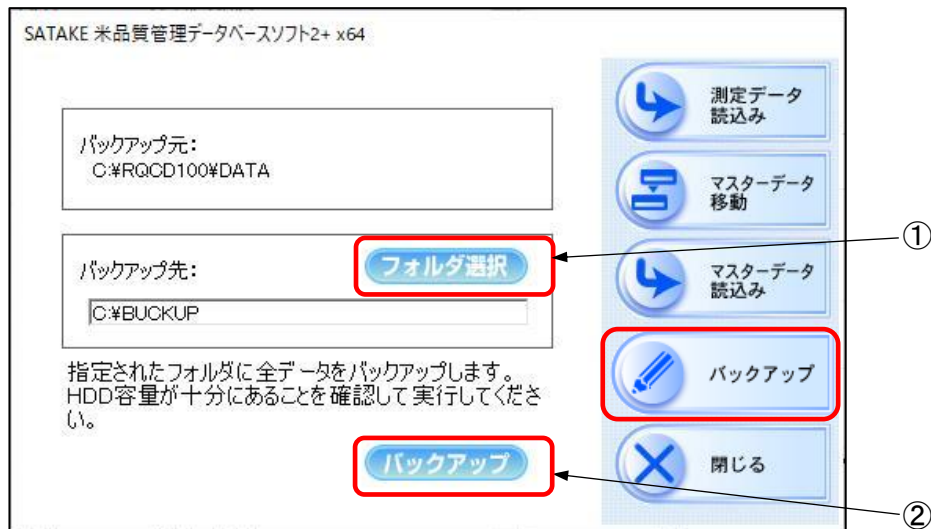 SATAKE 米品質管理データベースソフト2+ x64
バックアップ元：
C:¥RQCD100¥DATA
バックアップ先：
フォルダ選択
C:¥BUCKUP
指定されたフォルダに全データをバックアップします。
HDD容量が十分にあることを確認して実行してくださ
い。
バックアップ
測定データ
読込み
マスターデータ
移動
マスターデータ
読込み
バックアップ
閉じる
①
②